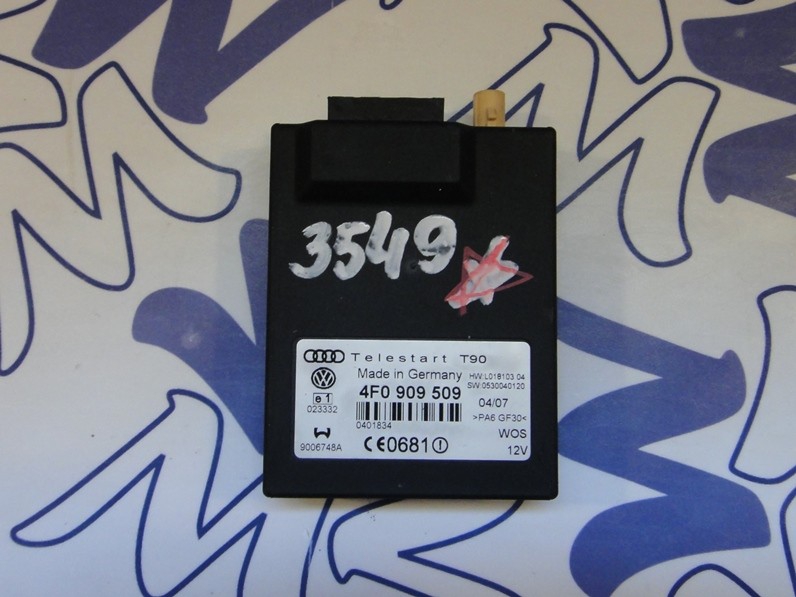 3549
Telestart T90
Made in Germany HW:L018103 04
SW:0530040120
4F0 909 509
04/07
e1
023332
0401834
>PA6 GF30<
CE0681
WOS
9006748A
12V